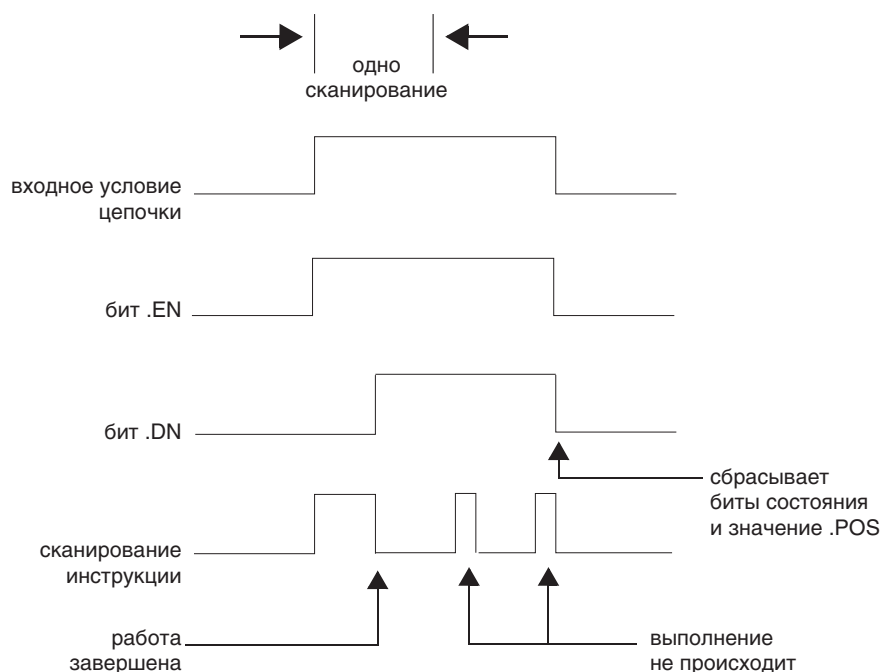 одно
сканирование
входное условие
цепочки
бит .EN
бит .DN
сбрасывает
биты состояния
и значение .POS
сканирование
инструкции
работа
завершена
выполнение
не происходит